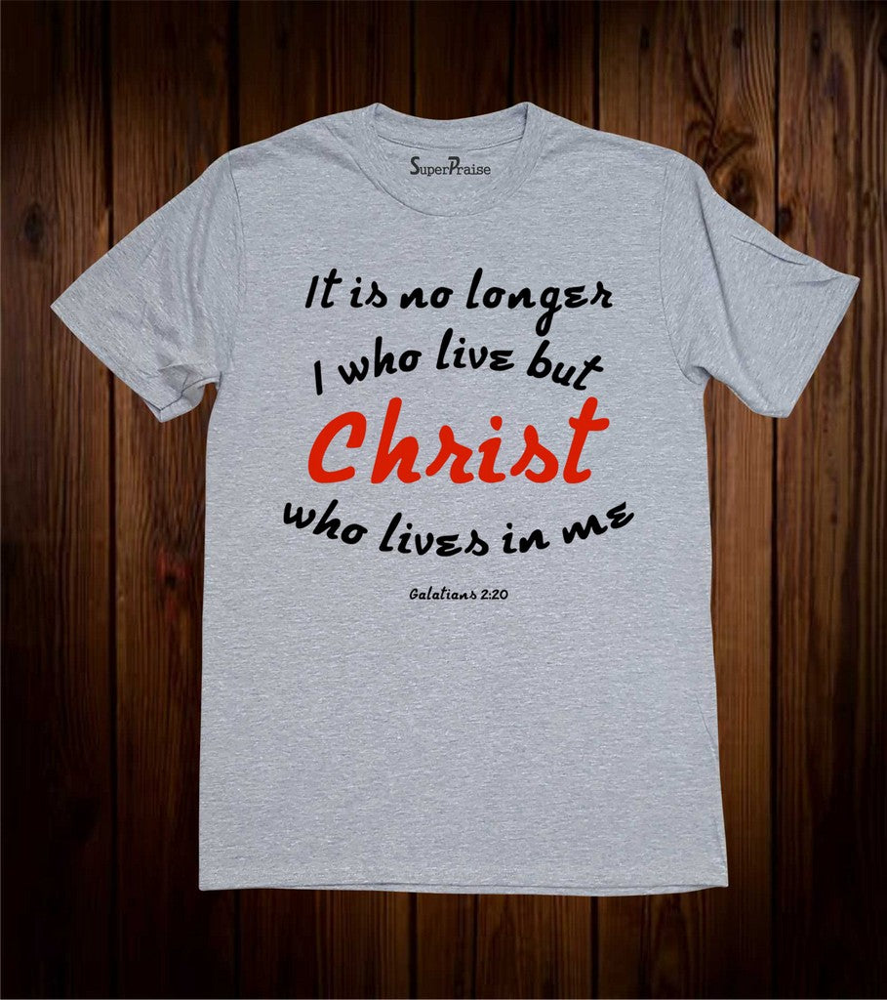 SuperPraise
It is no longer
I who live but
Christ
who lives in me
Galatians 2:20